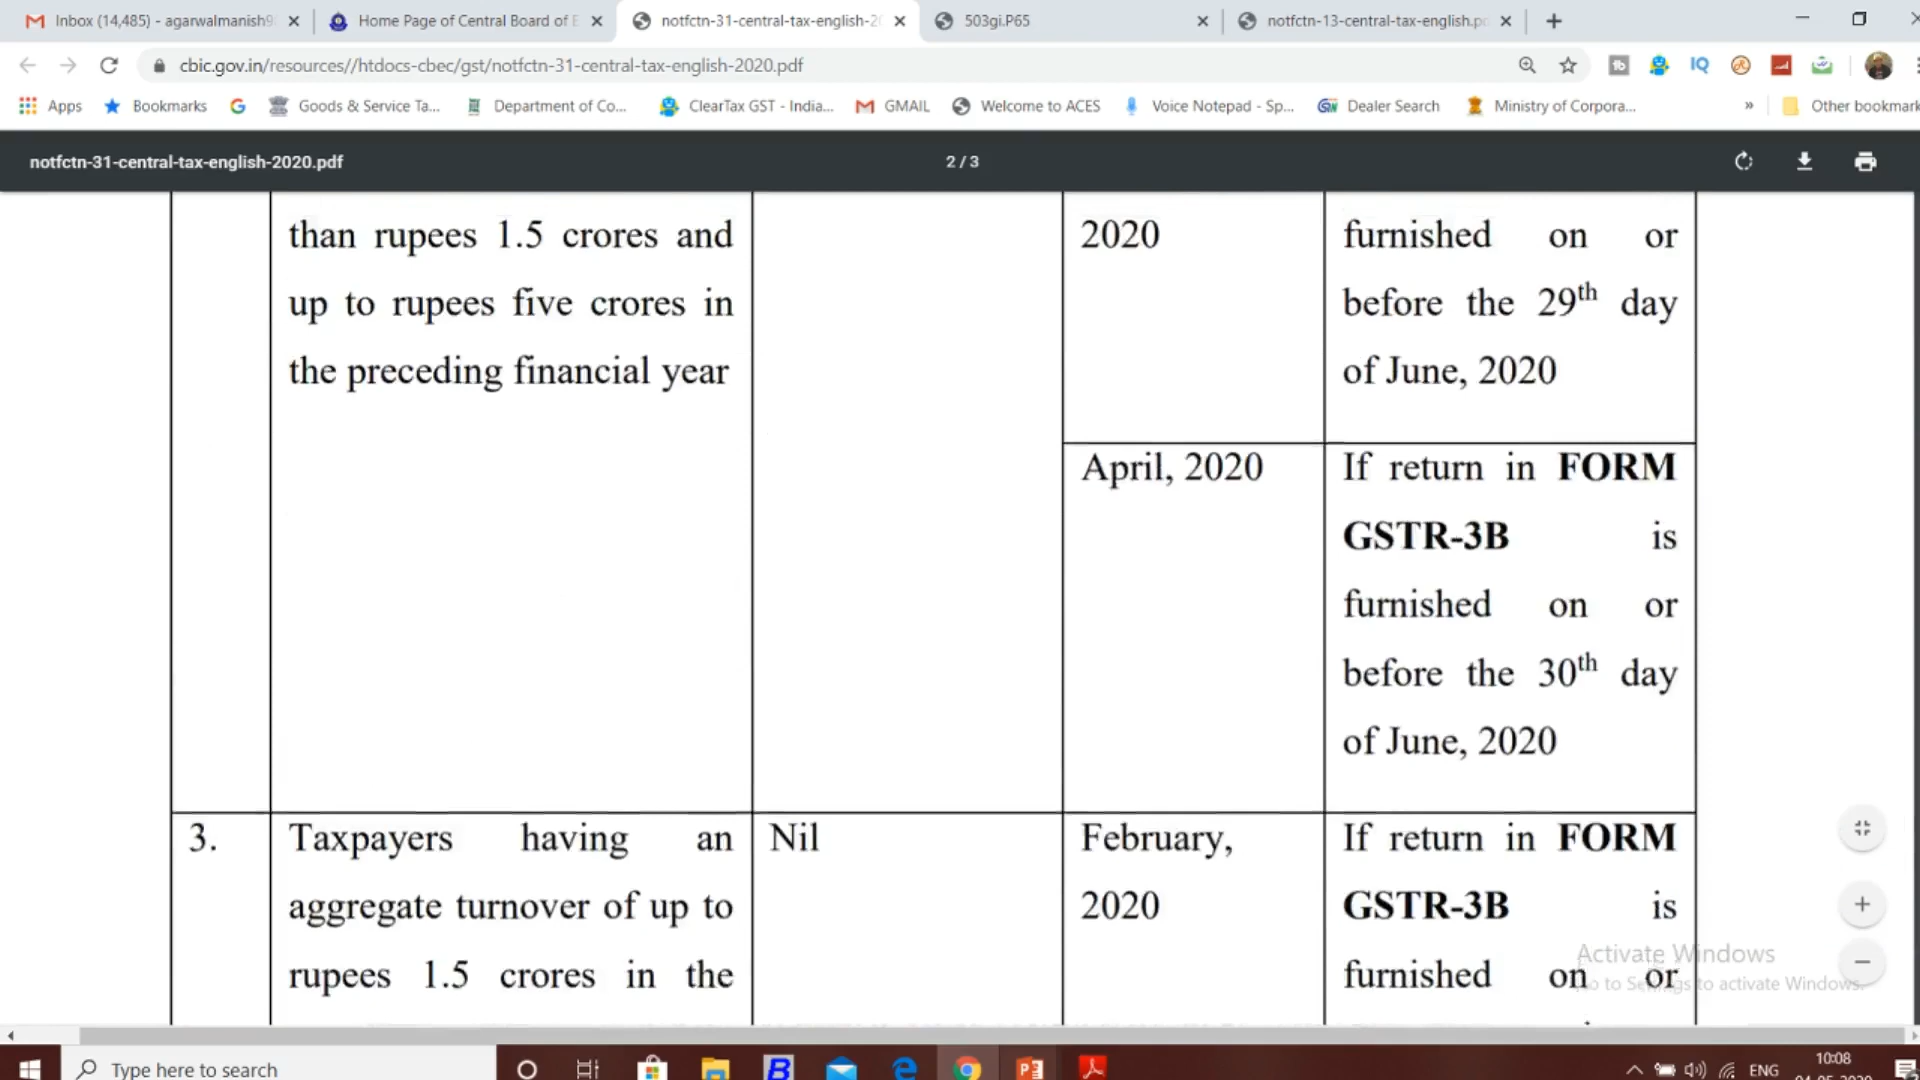 Inbox (14,485) - agarwalmanish9
Home Page of Central Board of E
notfctn-31-central-tax-english-20
503gi.P65
notfctn-13-central-tax-english.p
cbic.gov.in/resources//htdocs-cbec/gst/notfctn-31-central-tax-english-2020.pdf
Apps
Bookmarks
Goods & Service Ta...
Department of Co...
ClearTax GST - India...
GMAIL
Welcome to ACES
Voice Notepad - Sp...
Dealer Search
Ministry of Corpora...
»
Other bookmark
notfctn-31-central-tax-english-2020.pdf
2 / 3
than rupees 1.5 crores and
up to rupees five crores in
the preceding financial year
2020
furnished on or
before the 29th day
of June, 2020
April, 2020
If return in FORM
GSTR-3B is
furnished on or
before the 30th day
of June, 2020
3.
Taxpayers having an
aggregate turnover of up to
rupees 1.5 crores in the
Nil
February,
2020
If return in FORM
GSTR-3B is
furnished on or
Activate Windows
Go to Settings to activate Windows.
Type here to search
ENG
10:08